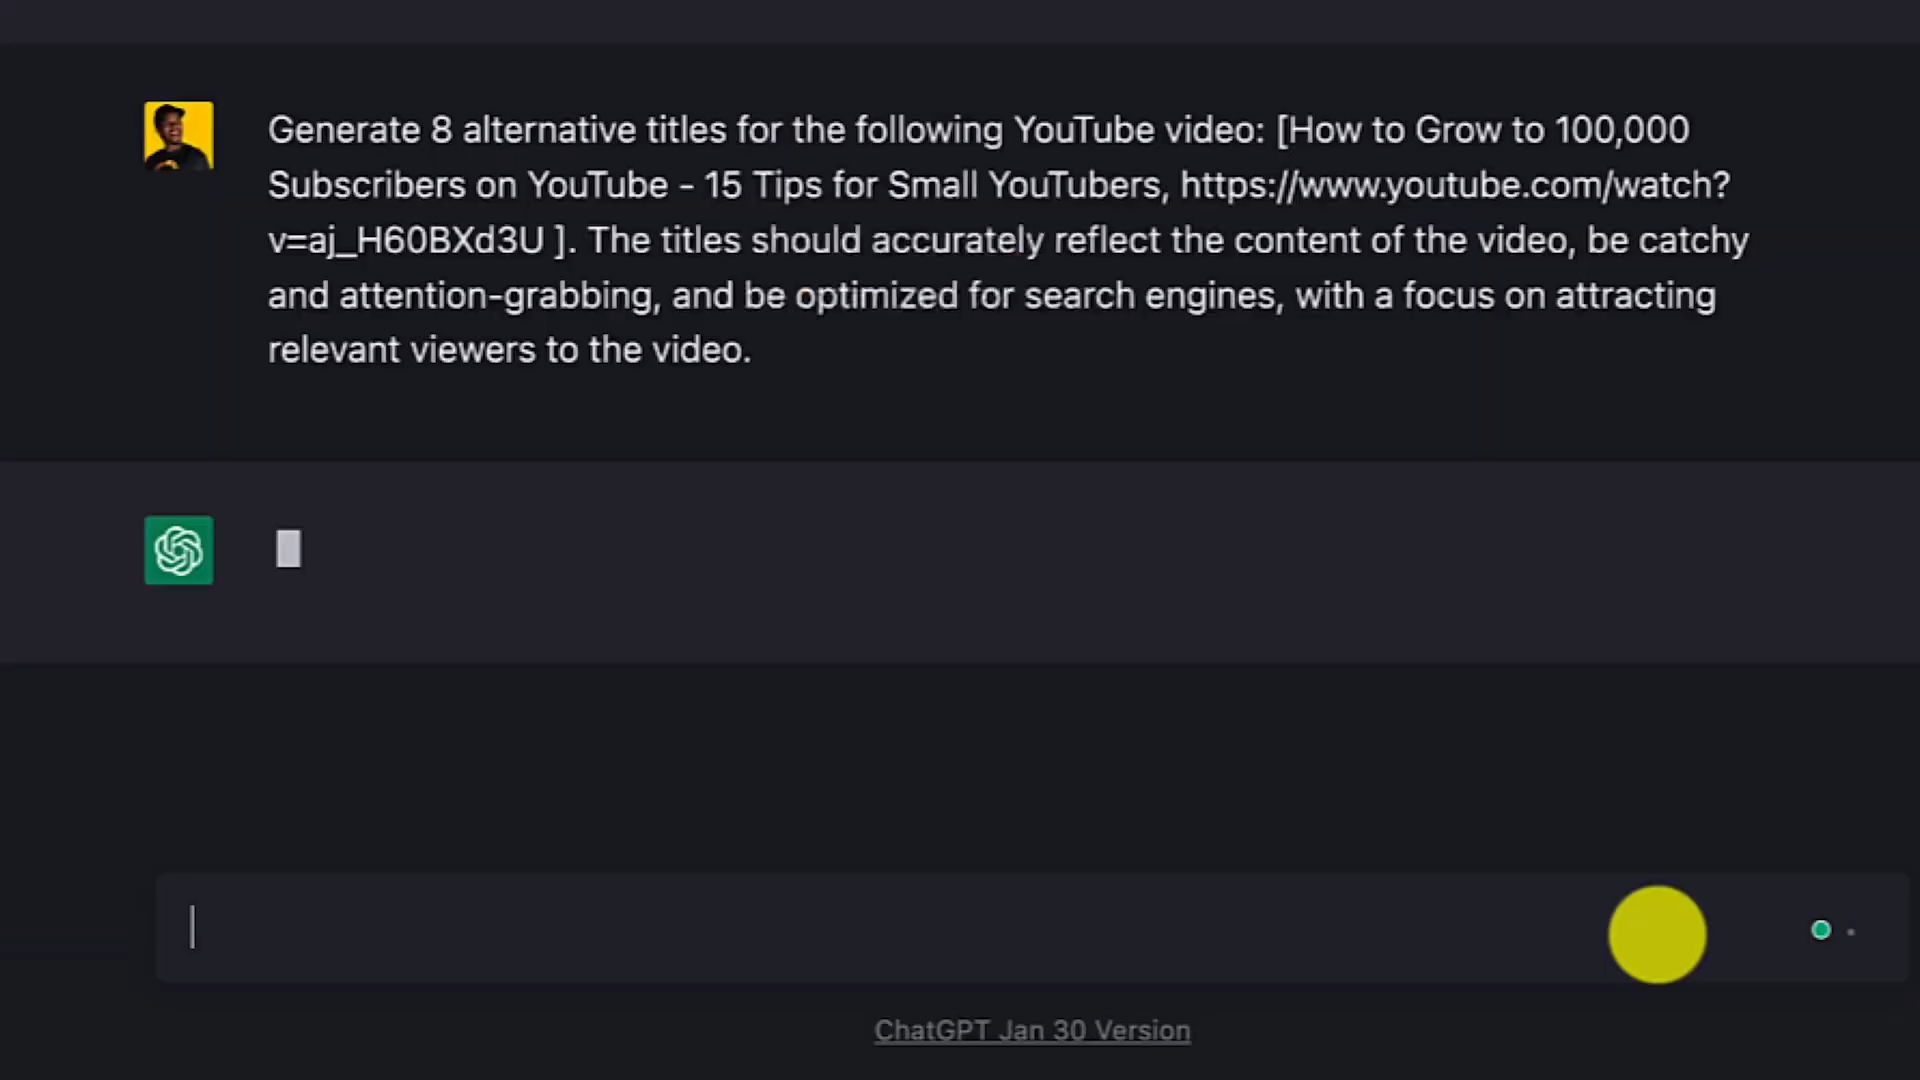 Generate 8 alternative titles for the following YouTube video: [How to Grow to 100,000
Subscribers on YouTube - 15 Tips for Small YouTubers, https://www.youtube.com/watch?
v=aj_H60BXd3U ]. The titles should accurately reflect the content of the video, be catchy
and attention-grabbing, and be optimized for search engines, with a focus on attracting
relevant viewers to the video.
ChatGPT Jan 30 Version